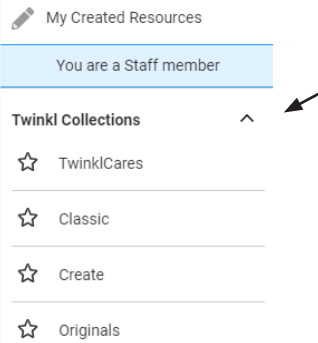 My Created Resources
You are a Staff member
Twinkl Collections
TwinklCares
Classic
Create
Originals